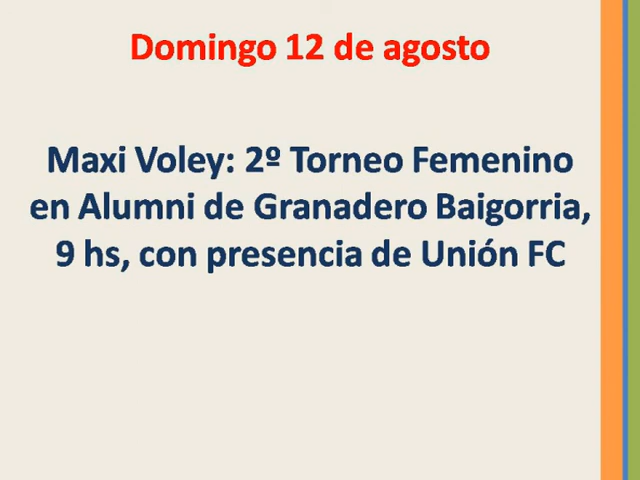 Domingo 12 de agosto
Maxi Voley: 2º Torneo Femenino
en Alumni de Granadero Baigorria,
9 hs, con presencia de Unión FC